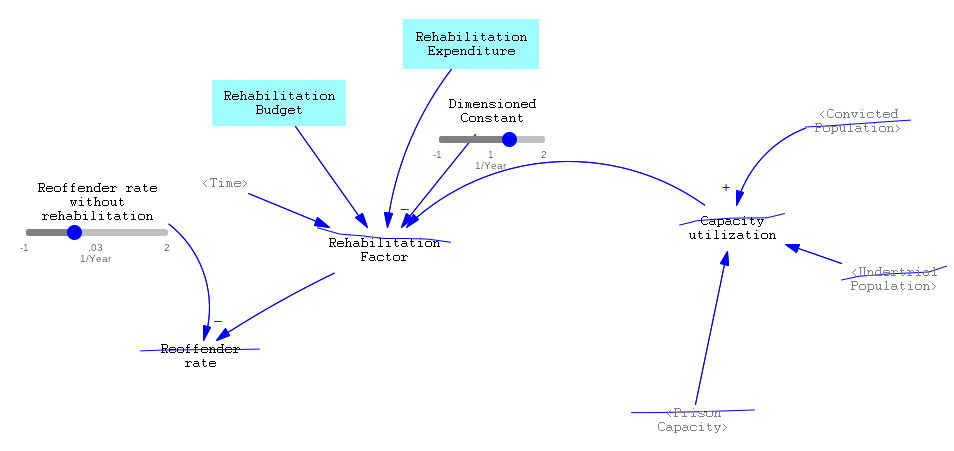 Rehabilitation
Expenditure
Rehabilitation
Budget
Dimensioned
Constant
-1 1 2
1/Year
<Convicted
Population>
<Time>
Reoffender rate
without
rehabilitation
-1 .03 2
1/Year
+
–
Capacity
utilization
Rehabilitation
Factor
<Undertrial
Population>
–
Reoffender
rate
<Prison
Capacity>